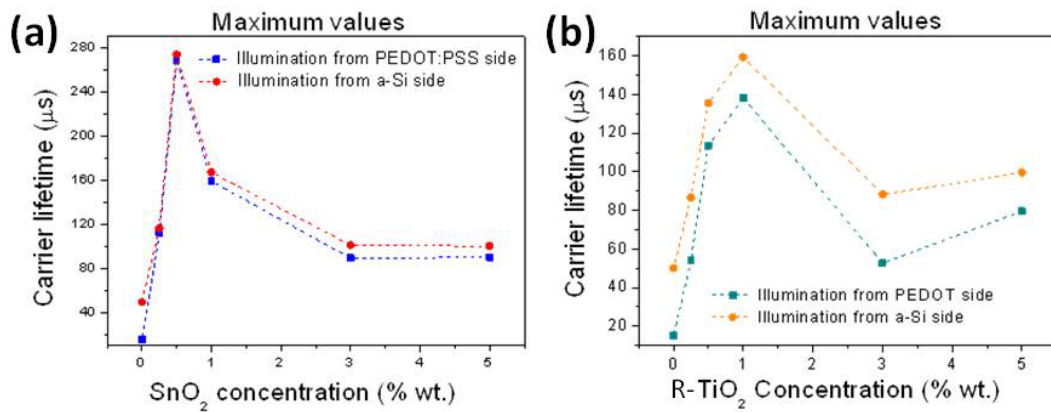 (a)
Maximum values
Illumination from PEDOT:PSS side
Illumination from a-Si side
Carrier lifetime (μs)
280
240
200
160
120
80
40
0
1
2
3
4
5
SnO₂ concentration (% wt.)
(b)
Maximum values
Carrier lifetime (μs)
160
140
120
100
80
60
40
20
Illumination from PEDOT side
Illumination from a-Si side
0
1
2
3
4
5
R-TiO₂ Concentration (% wt.)